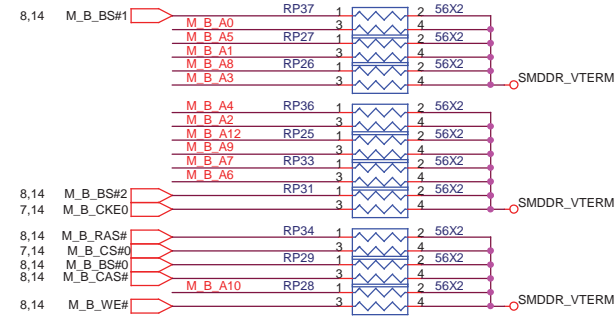 8,14 M_B_BS#1 RP37 1 2 56X2
M_B_A0 3 4
M_B_A5 RP27 1 2 56X2
M_B_A1 3 4
M_B_A8 RP26 1 2 56X2
M_B_A3 3 4 SMDDR_VTERM
M_B_A4 RP36 1 2 56X2
M_B_A2 3 4
M_B_A12 RP25 1 2 56X2
M_B_A9 3 4
M_B_A7 RP33 1 2 56X2
M_B_A6 3 4
8,14 M_B_BS#2 RP31 1 2 56X2
7,14 M_B_CKE0 3 4 SMDDR_VTERM
8,14 M_B_RAS# RP34 1 2 56X2
7,14 M_B_CS#0 3 4
8,14 M_B_BS#0 RP29 1 2 56X2
8,14 M_B_CAS# 3 4
M_B_A10 RP28 1 2 56X2
8,14 M_B_WE# 3 4 SMDDR_VTERM